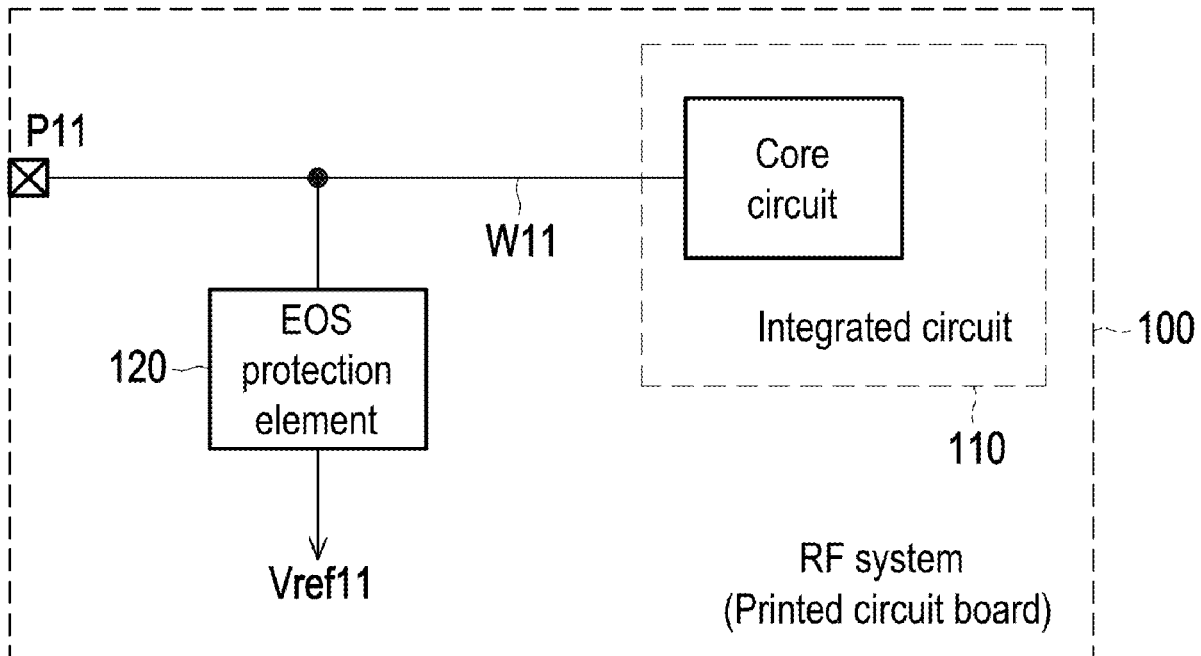 P11
W11
Core
circuit
Integrated circuit
110
100
120
EOS
protection
element
Vref11
RF system
(Printed circuit board)